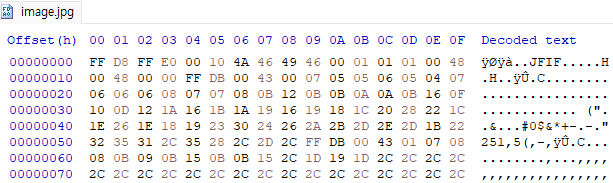 image.jpg
Offset(h) 00 01 02 03 04 05 06 07 08 09 0A 0B 0C 0D 0E 0F Decoded text
00000000 FF D8 FF E0 00 10 4A 46 49 46 00 01 01 01 00 48 ÿØÿà..JFIF.....H
00000010 00 48 00 00 FF DB 00 43 00 07 05 05 06 05 04 07 .H..ÿÛ.C........
00000020 06 06 06 08 07 07 08 0B 12 0B 0B 0A 0A 0B 16 0F ................
00000030 10 0D 12 1A 16 1B 1A 19 16 19 18 1C 20 28 22 1C ............ (".
00000040 1E 26 1E 18 19 23 30 24 26 2A 2B 2D 2E 2D 1B 22 .&...#0$&*+-.-."
00000050 32 35 31 2C 35 28 2C 2D 2C FF DB 00 43 01 07 08 251,5(,-,ÿÛ.C...
00000060 08 0B 09 0B 15 0B 0B 15 2C 1D 19 1D 2C 2C 2C 2C ........,...,,,,
00000070 2C 2C 2C 2C 2C 2C 2C 2C 2C 2C 2C 2C 2C 2C 2C 2C ,,,,,,,,,,,,,,,,